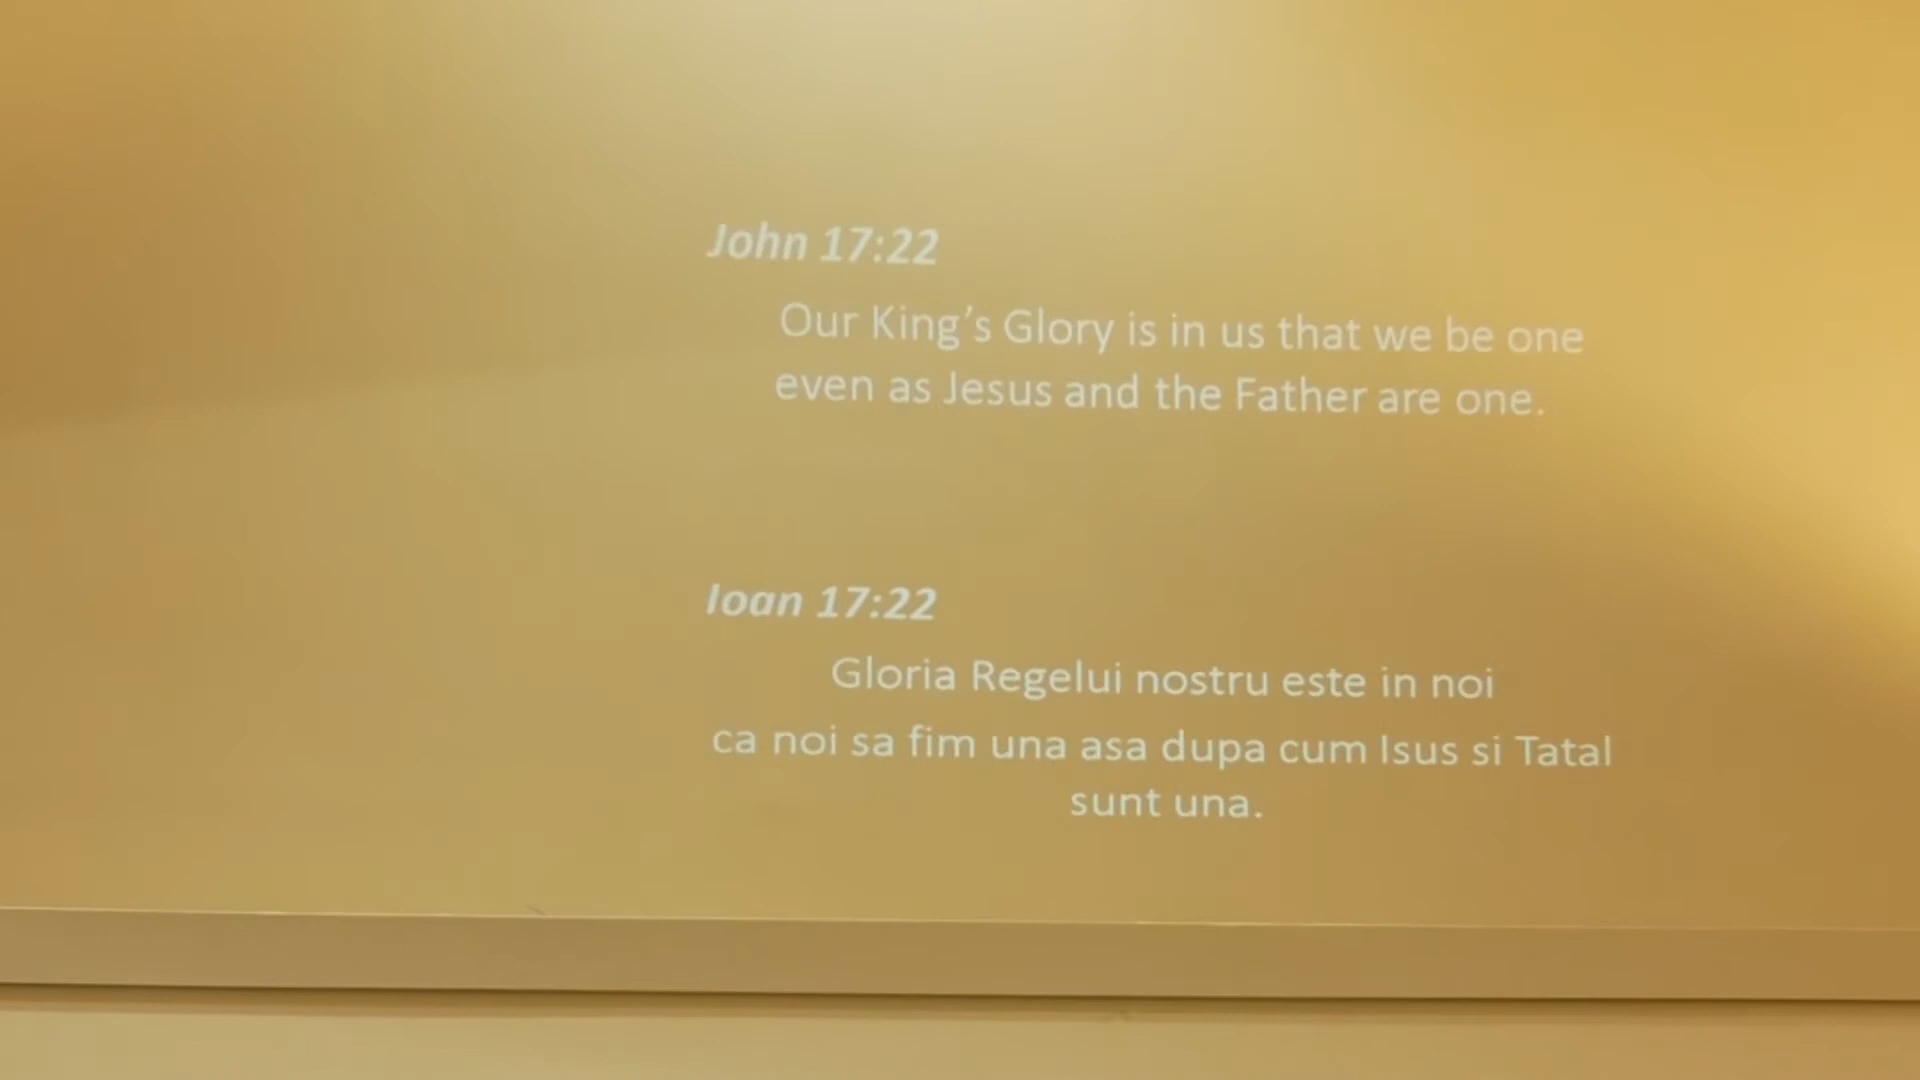 John 17:22
Our King’s Glory is in us that we be one
even as Jesus and the Father are one.
Ioan 17:22
Gloria Regelui nostru este in noi
ca noi sa fim una asa dupa cum Isus si Tatal
sunt una.